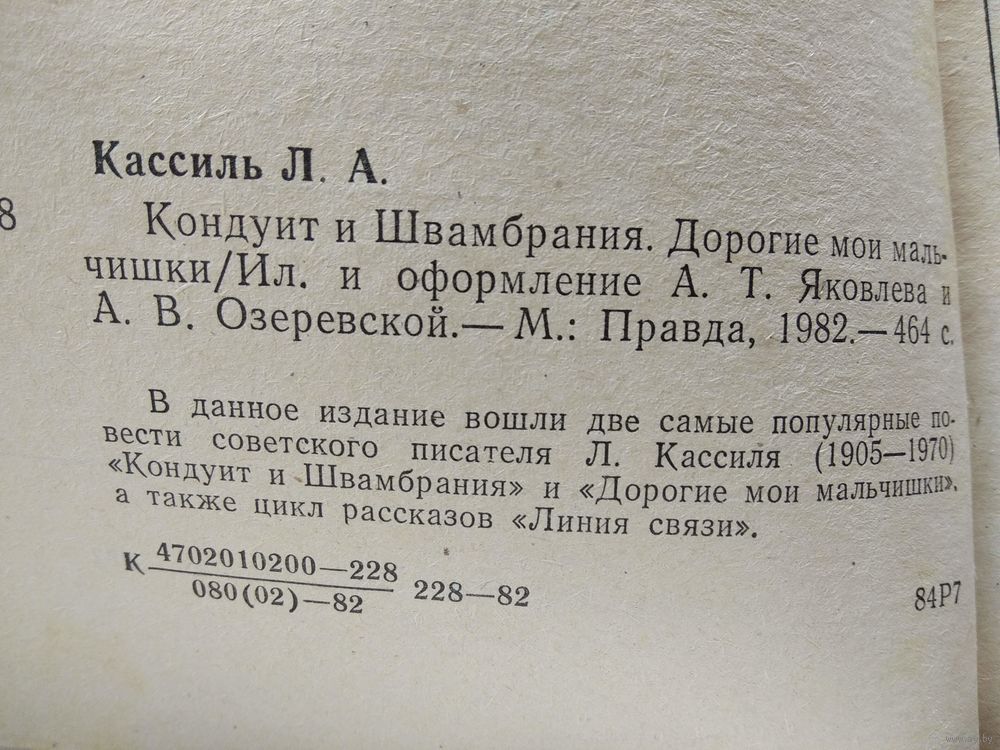 Кассиль Л. А.
8
Кондуит и Швамбрания. Дорогие мои маль-
чишки/Ил. и оформление А. Т. Яковлева и
А. В. Озеревской.— М.: Правда, 1982.— 464 с.
В данное издание вошли две самые популярные по-
вести советского писателя Л. Кассиля (1905—1970)
«Кондуит и Швамбрания» и «Дорогие мои мальчишки»,
а также цикл рассказов «Линия связи».
К 4702010200—228
080(02)—82
228—82
84Р7